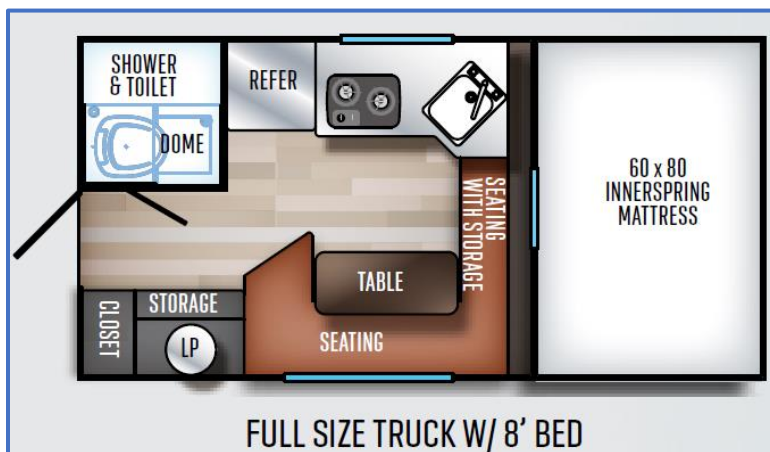 SHOWER
& TOILET
DOME
REFER
SEATING
WITH STORAGE
60 x 80
INNERSPRING
MATTRESS
TABLE
SEATING
STORAGE
CLOSET
LP
FULL SIZE TRUCK W/ 8' BED